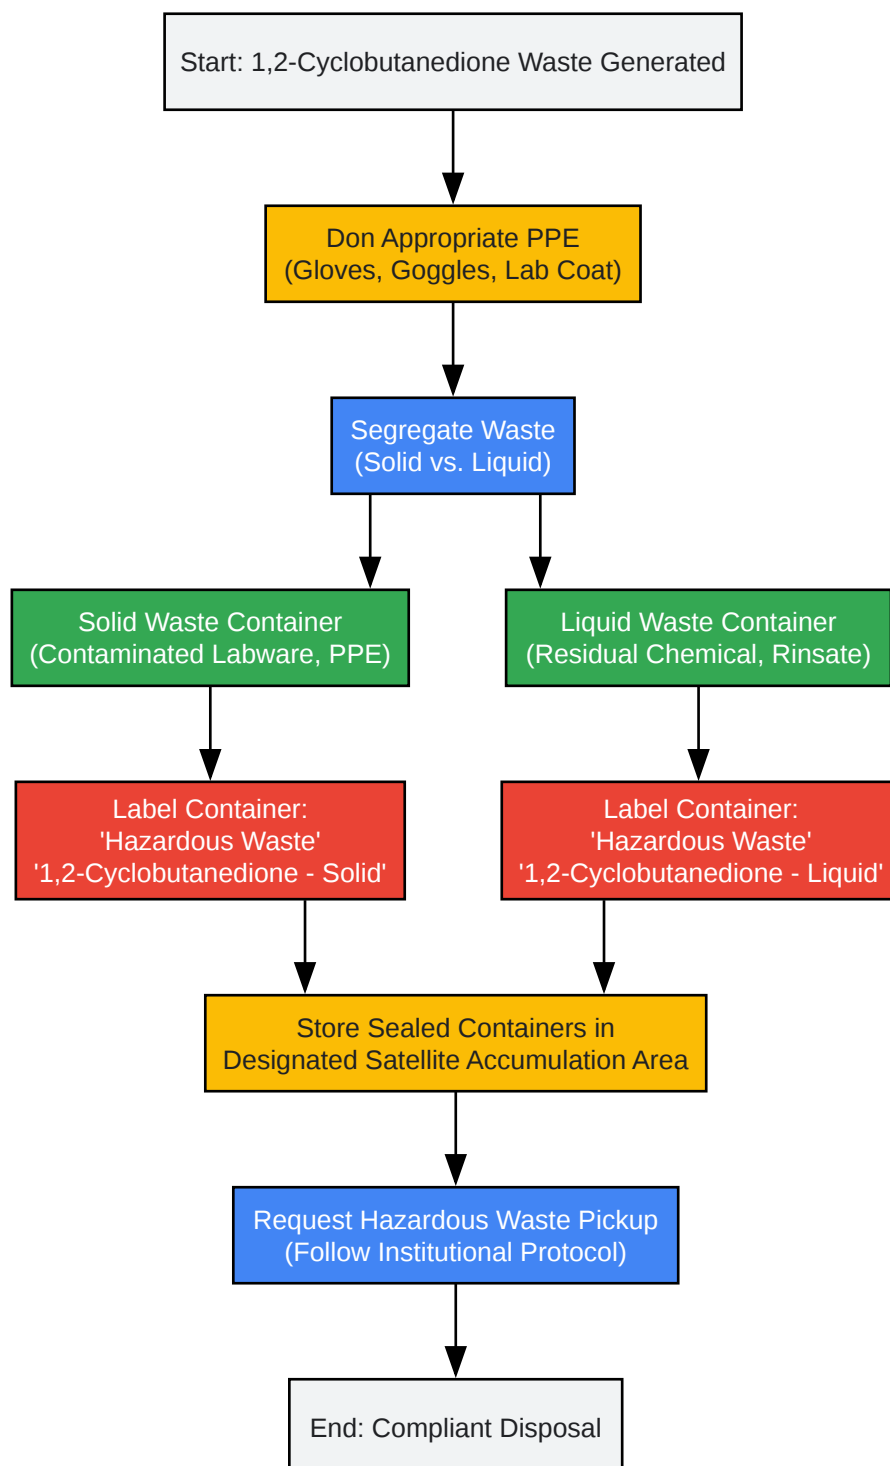 Start: 1,2-Cyclobutanedione Waste Generated
Don Appropriate PPE
(Gloves, Goggles, Lab Coat)
Segregate Waste
(Solid vs. Liquid)
Solid Waste Container
(Contaminated Labware, PPE)
Liquid Waste Container
(Residual Chemical, Rinsate)
Label Container:
'Hazardous Waste'
'1,2-Cyclobutanedione - Solid'
Label Container:
'Hazardous Waste'
'1,2-Cyclobutanedione - Liquid'
Store Sealed Containers in
Designated Satellite Accumulation Area
Request Hazardous Waste Pickup
(Follow Institutional Protocol)
End: Compliant Disposal